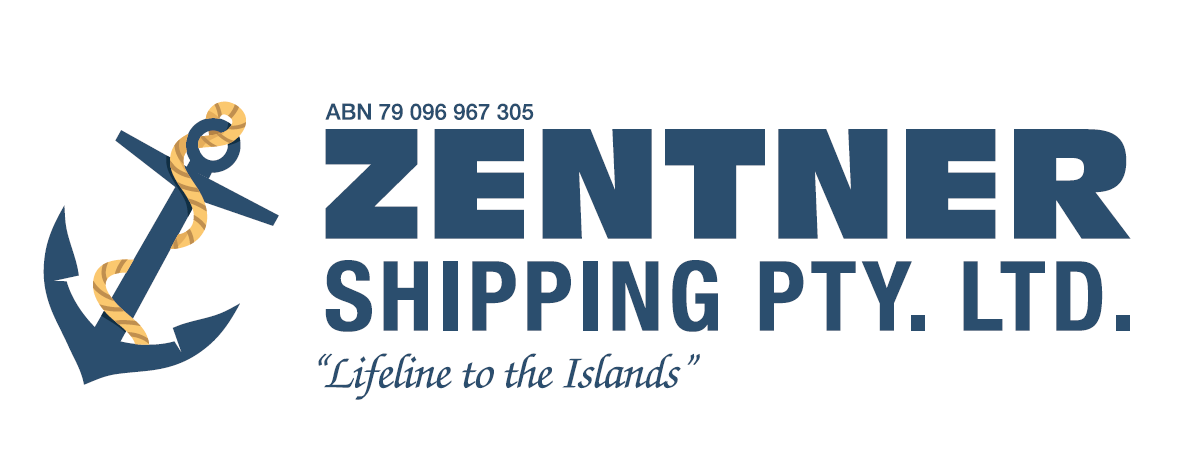 ABN 79 096 967 305
ZENTNER
SHIPPING PTY. LTD.
“Lifeline to the Islands”